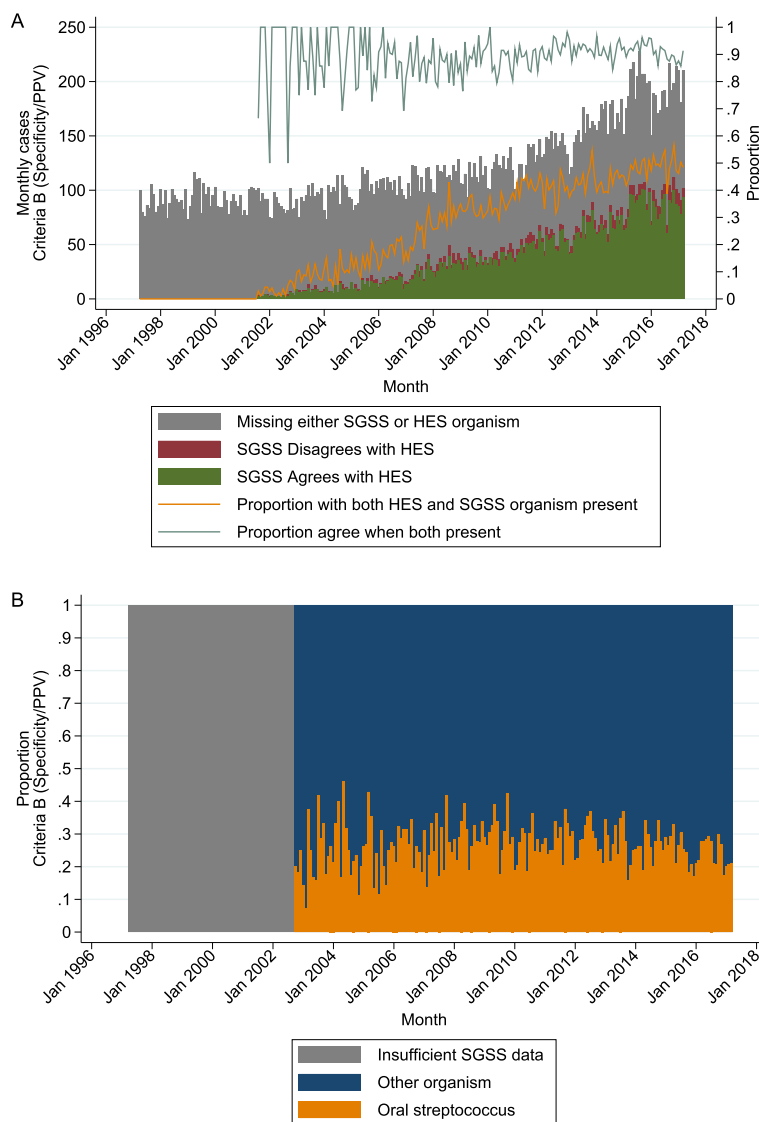 A
Monthly cases
Criteria B (Specificity/PPV)
250
200
150
100
50
0
1
.9
.8
.7
.6
.5
.4
.3
.2
.1
0
Proportion
Jan 1996
Jan 1998
Jan 2000
Jan 2002
Jan 2004
Jan 2006
Jan 2008
Jan 2010
Jan 2012
Jan 2014
Jan 2016
Jan 2018
Month
Missing either SGSS or HES organism
SGSS Disagrees with HES
SGSS Agrees with HES
Proportion with both HES and SGSS organism present
Proportion agree when both present
B
Proportion
Criteria B (Specificity/PPV)
1
.9
.8
.7
.6
.5
.4
.3
.2
.1
0
Jan 1996
Jan 1998
Jan 2000
Jan 2002
Jan 2004
Jan 2006
Jan 2008
Jan 2010
Jan 2012
Jan 2014
Jan 2016
Jan 2018
Month
Insufficient SGSS data
Other organism
Oral streptococcus